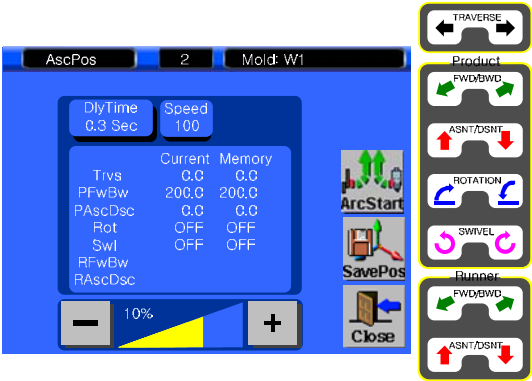 AscPos 2 Mold: W1
DlyTime
0.3 Sec
Speed
100
Current Memory
Trvs 0.0 0.0
PFwBw 200.0 200.0
PAscDsc 0.0 0.0
Rot OFF OFF
Swl OFF OFF
RFwBw
RAscDsc
10%
ArcStart
SavePos
Close
TRAVERSE
Product
FWD/BWD
ASNT/DSNT
ROTATION
SWIVEL
Runner
FWD/BWD
ASNT/DSNT